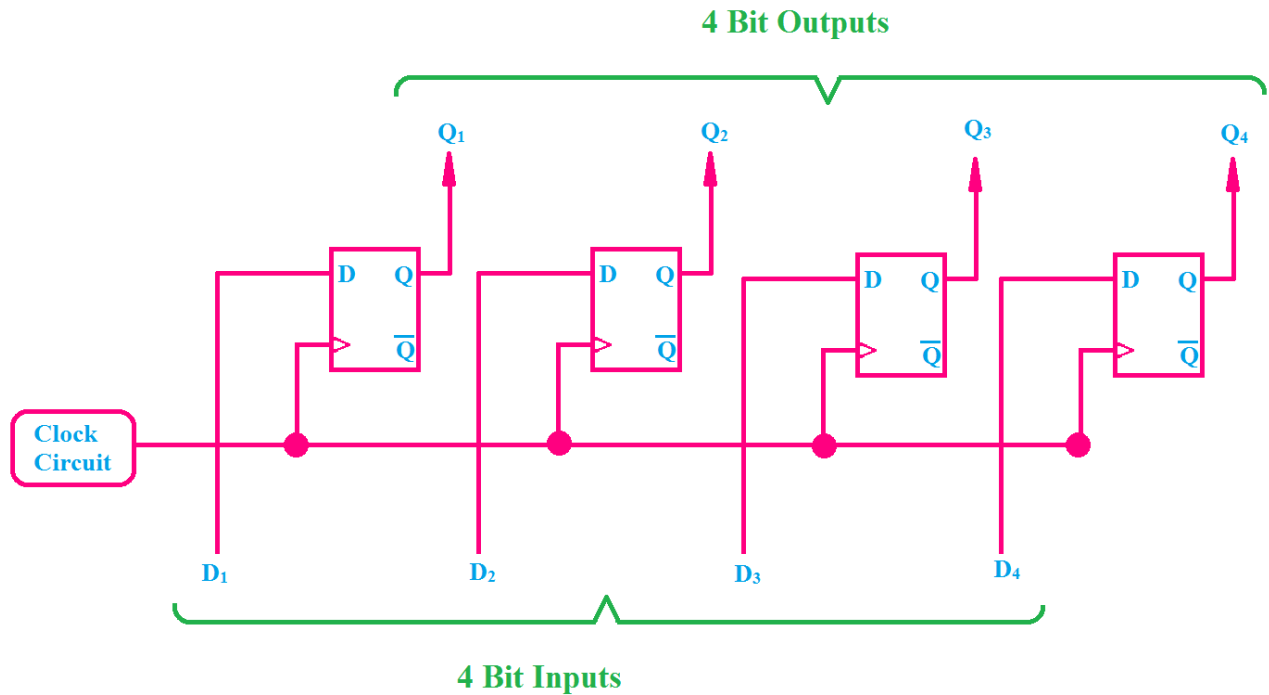 4 Bit Outputs
Q₁ Q₂ Q₃ Q₄
D Q D Q D Q D Q
Q̅ Q̅ Q̅ Q̅
Clock
Circuit
D₁ D₂ D₃ D₄
4 Bit Inputs